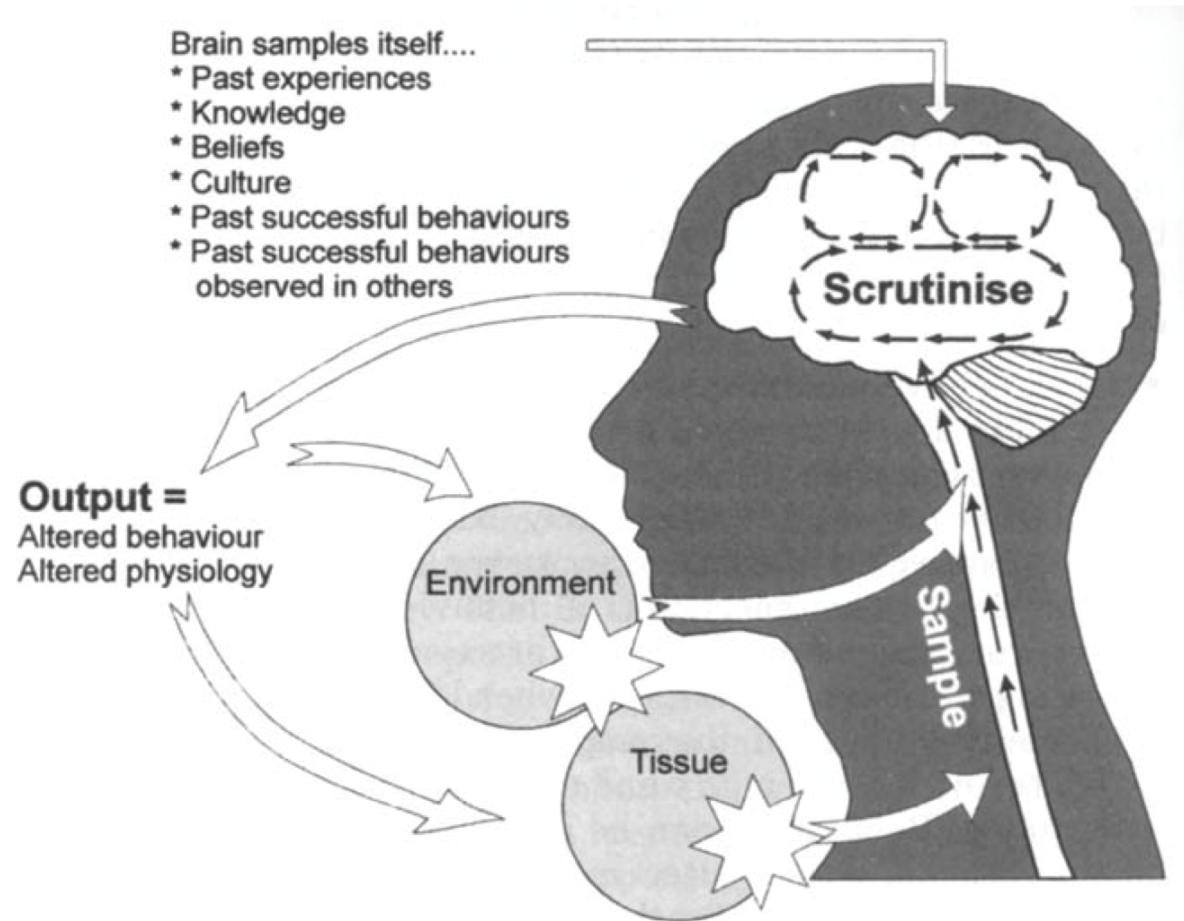 Brain samples itself....
* Past experiences
* Knowledge
* Beliefs
* Culture
* Past successful behaviours
* Past successful behaviours
observed in others
Scrutinise
Output =
Altered behaviour
Altered physiology
Environment
Sample
Tissue